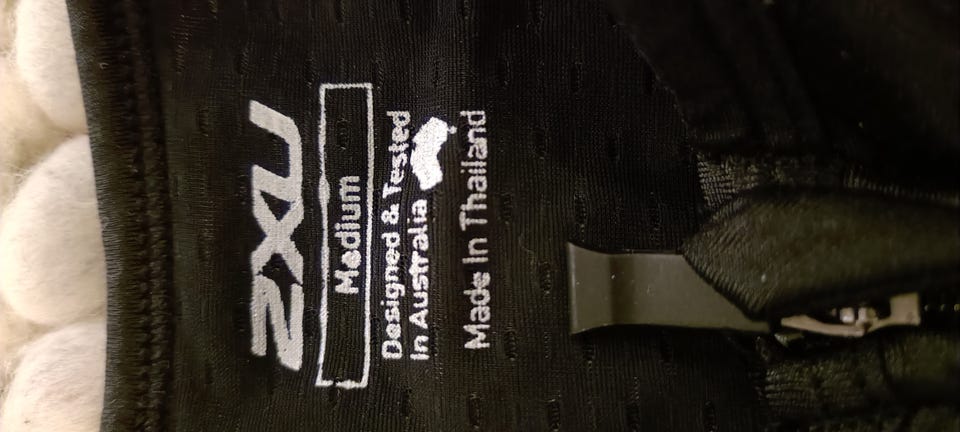 2XU
Medium
Designed & Tested
In Australia
Made In Thailand